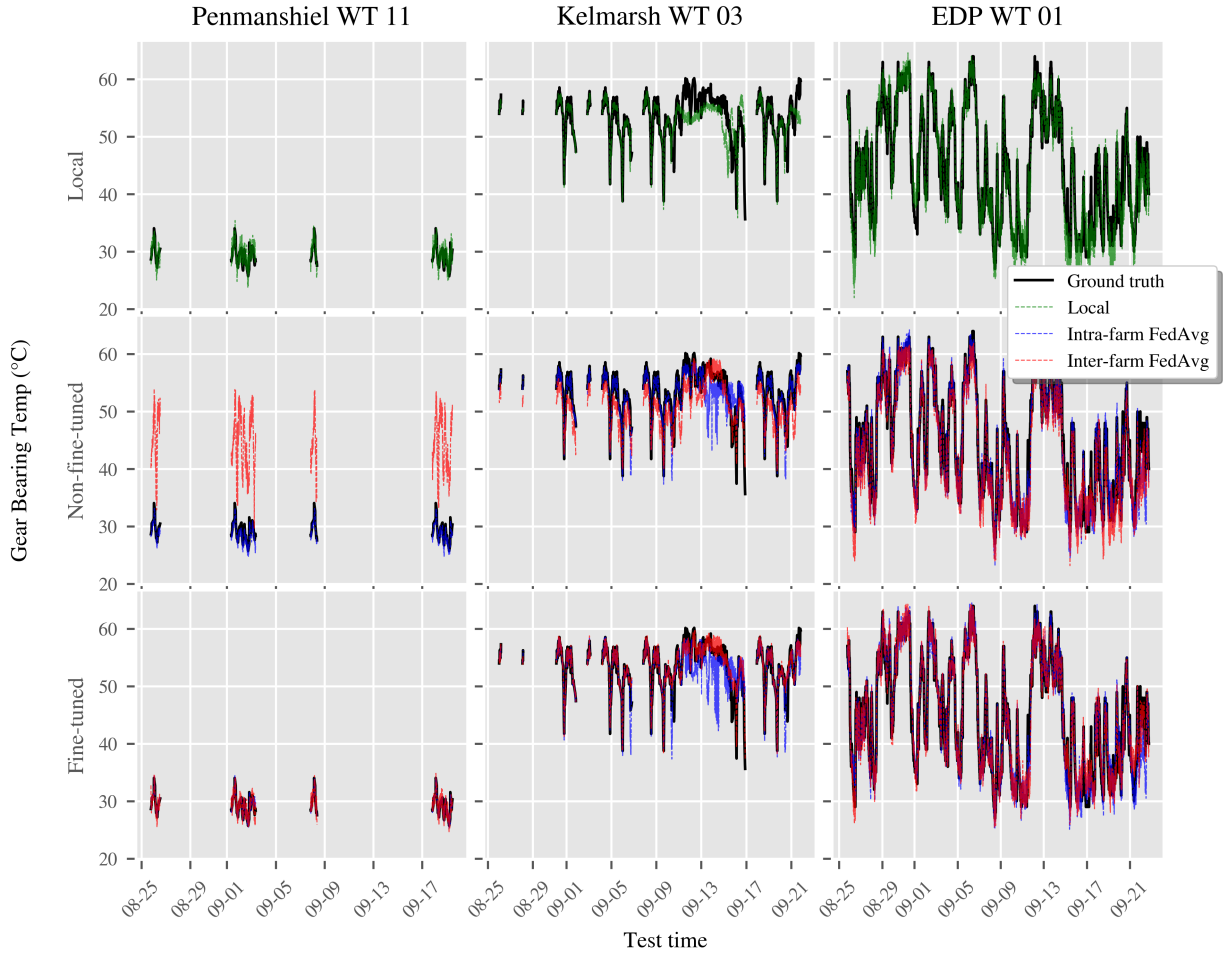 Penmanshiel WT 11
Kelmarsh WT 03
EDP WT 01
Gear Bearing Temp (°C)
Local
60
50
40
30
20
Ground truth
Local
Intra-farm FedAvg
Inter-farm FedAvg
Non-fine-tuned
60
50
40
30
20
Fine-tuned
60
50
40
30
20
08-25 08-29 09-01 09-05 09-09 09-13 09-17
08-25 08-29 09-01 09-05 09-09 09-13 09-17 09-21
08-25 08-29 09-01 09-05 09-09 09-13 09-17 09-21
Test time